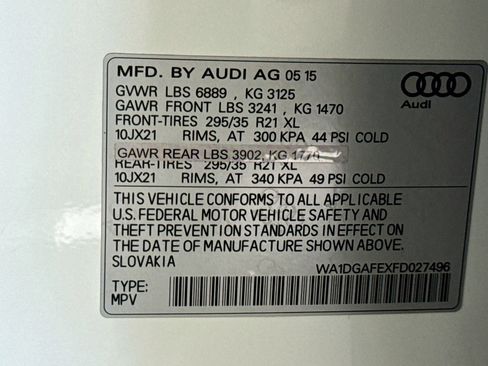 MFD. BY AUDI AG 05 15
GVWR LBS 6889 , KG 3125
GAWR FRONT LBS 3241 , KG 1470
FRONT-TIRES 295/35 R21 XL
10JX21 RIMS, AT 300 KPA 44 PSI COLD
GAWR REAR LBS 3902, KG 1770
REAR-TIRES 295/35 R21 XL
10JX21 RIMS, AT 340 KPA 49 PSI COLD
THIS VEHICLE CONFORMS TO ALL APPLICABLE
U.S. FEDERAL MOTOR VEHICLE SAFETY AND
THEFT PREVENTION STANDARDS IN EFFECT ON
THE DATE OF MANUFACTURE SHOWN ABOVE.
SLOVAKIA WA1DGAFEXFD027496
TYPE:
MPV
Audi